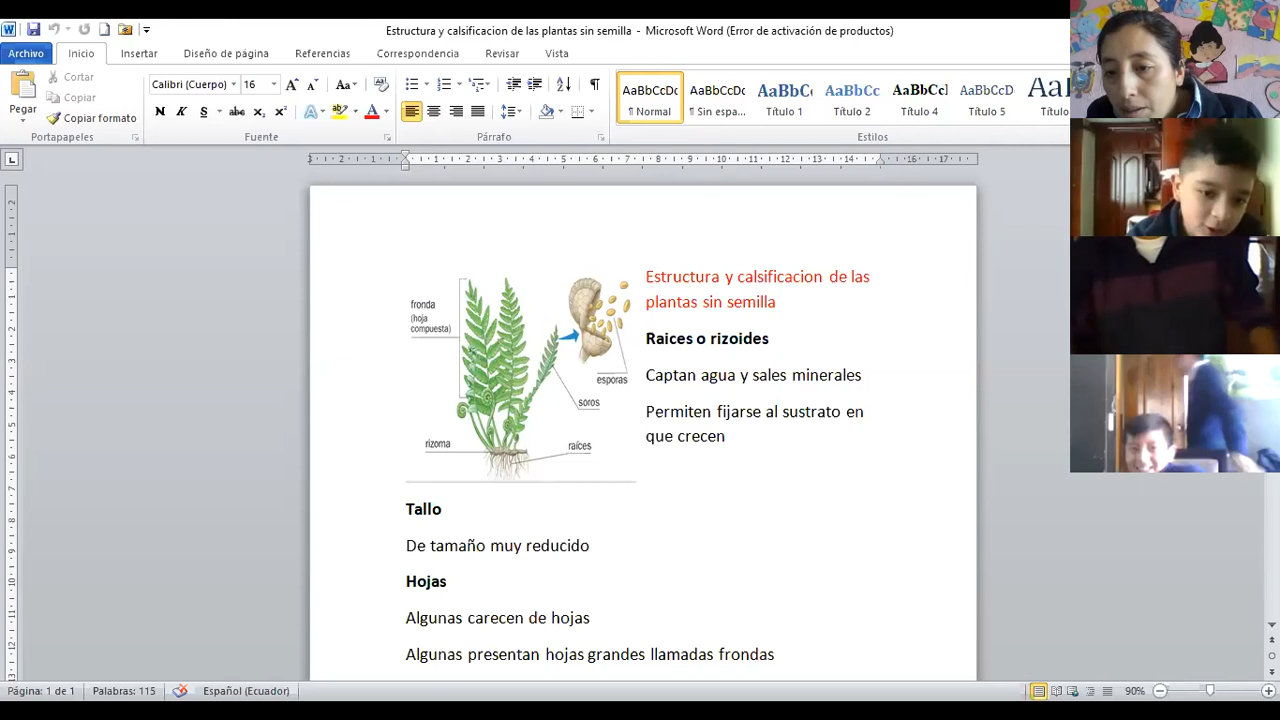 Estructura y calsificacion de las plantas sin semilla - Microsoft Word (Error de activación de productos)
Archivo Inicio Insertar Diseño de página Referencias Correspondencia Revisar Vista
Pegar
Cortar
Copiar
Copiar formato
Portapapeles
Calibri (Cuerpo) 16
Fuente
Párrafo
AaBbCcDc AaBbCcDc AaBbC AaBbCc AaBbCcI AaBbCcD
¶ Normal ¶ Sin espa... Título 1 Título 2 Título 4 Título 5
Estilos
fronda
(hoja
compuesta)
esporas
soros
rizoma
raíces
Estructura y calsificacion de las
plantas sin semilla
Raices o rizoides
Captan agua y sales minerales
Permiten fijarse al sustrato en
que crecen
Tallo
De tamaño muy reducido
Hojas
Algunas carecen de hojas
Algunas presentan hojas grandes llamadas frondas
Página: 1 de 1 Palabras: 115 Español (Ecuador) 90%